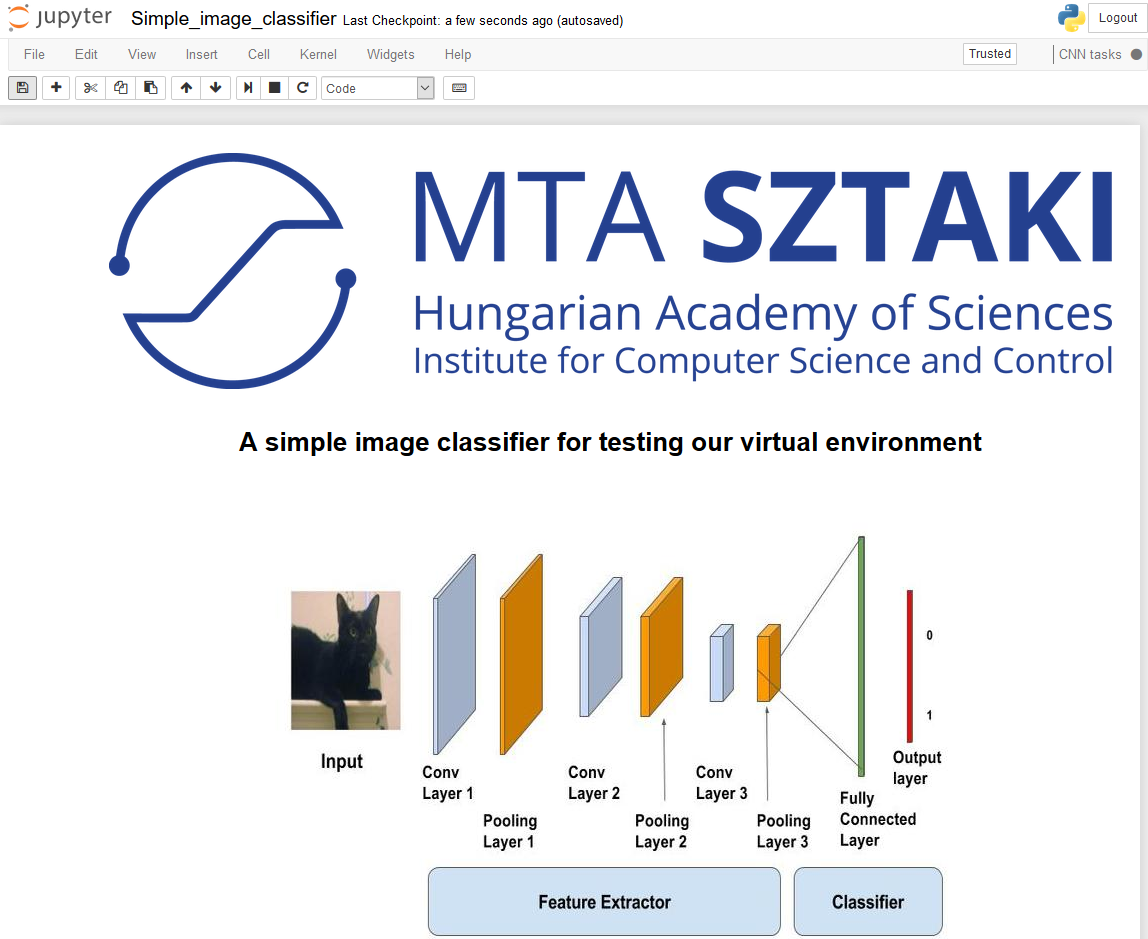 jupyter Simple_image_classifier Last Checkpoint: a few seconds ago (autosaved) Logout
File Edit View Insert Cell Kernel Widgets Help Trusted CNN tasks
Code
MTA SZTAKI
Hungarian Academy of Sciences
Institute for Computer Science and Control
A simple image classifier for testing our virtual environment
0
1
Input
Conv
Layer 1
Pooling
Layer 1
Conv
Layer 2
Pooling
Layer 2
Conv
Layer 3
Pooling
Layer 3
Fully
Connected
Layer
Output
layer
Feature Extractor
Classifier